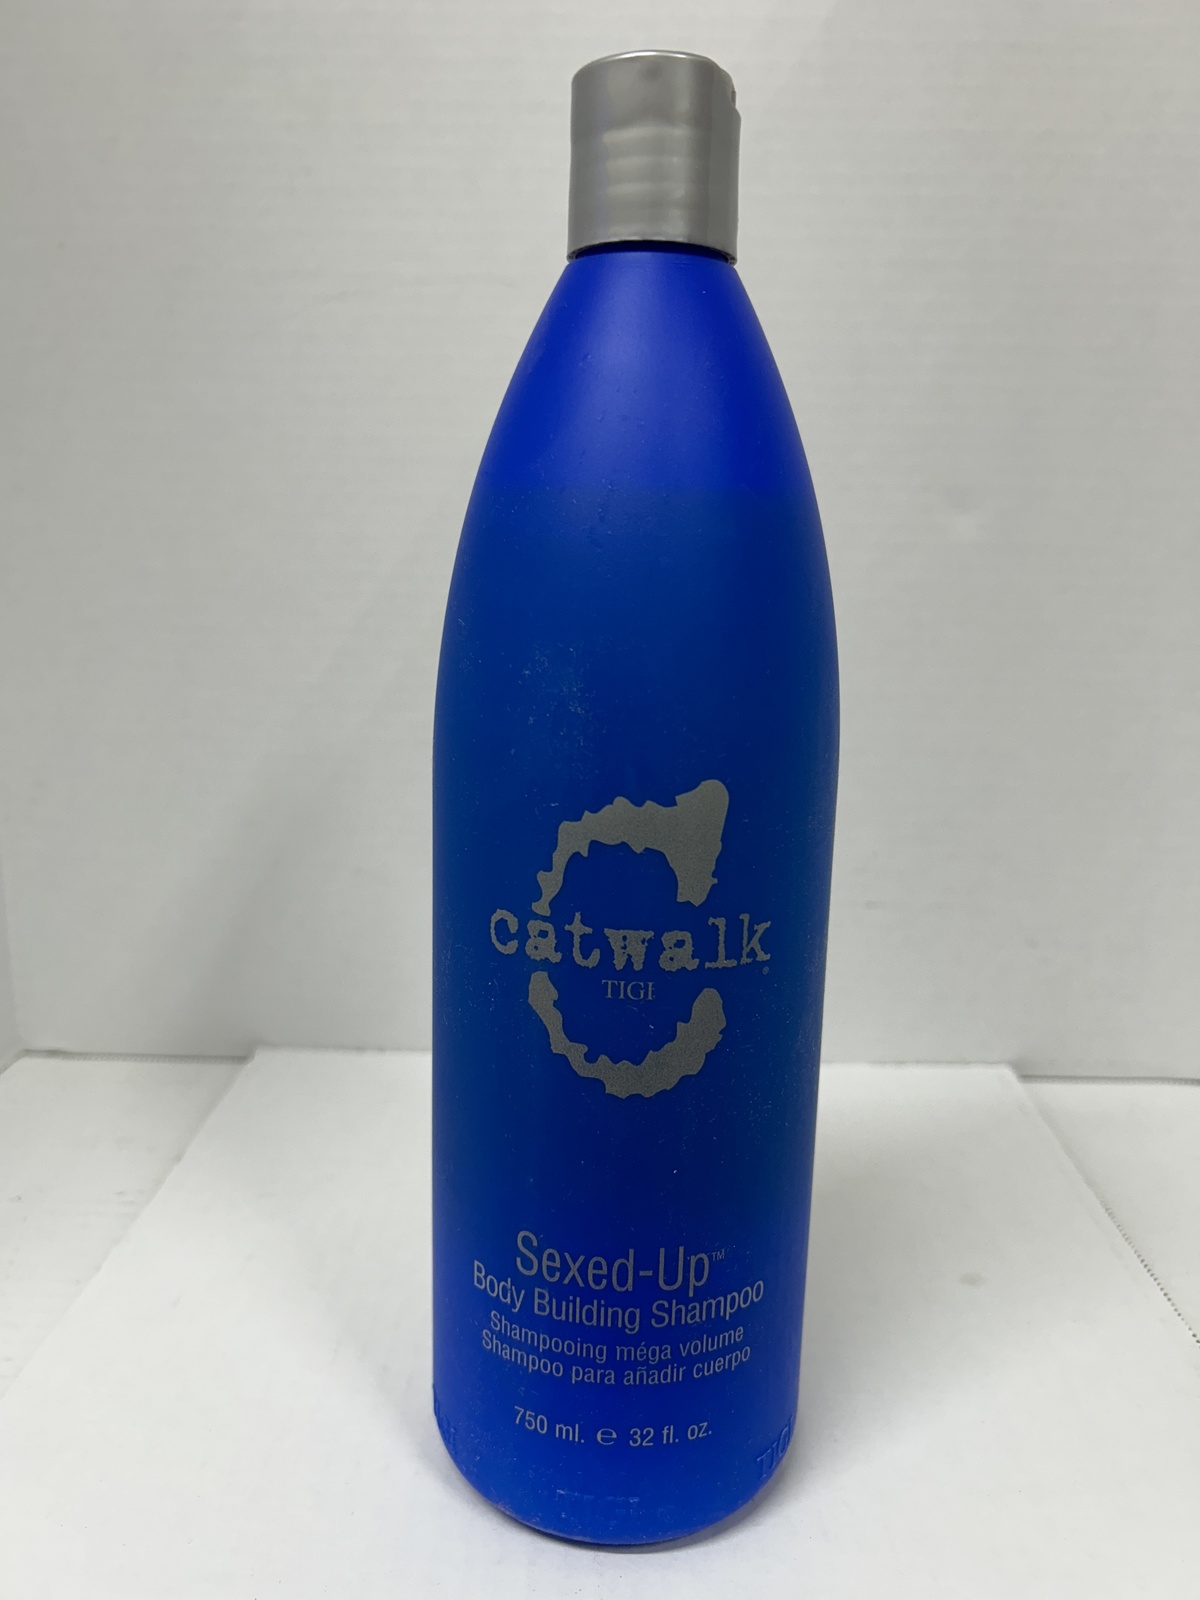 catwalk®
TIGI
Sexed-Up™
Body Building Shampoo
Shampooing méga volume
Shampoo para añadir cuerpo
750 ml. ℮ 32 fl. oz.
TIGI